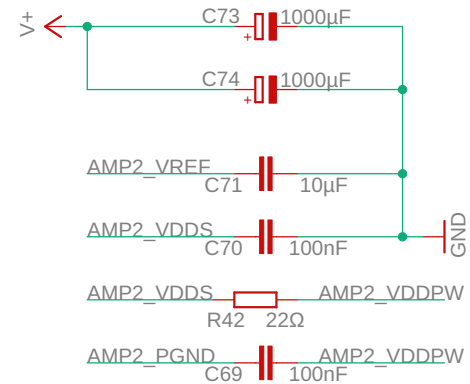 C73 1000µF
V+
+
C74 1000µF
+
AMP2_VREF
C71 10µF
AMP2_VDDS
C70 100nF
GND
AMP2_VDDS AMP2_VDDPW
R42 22Ω
AMP2_PGND AMP2_VDDPW
C69 100nF